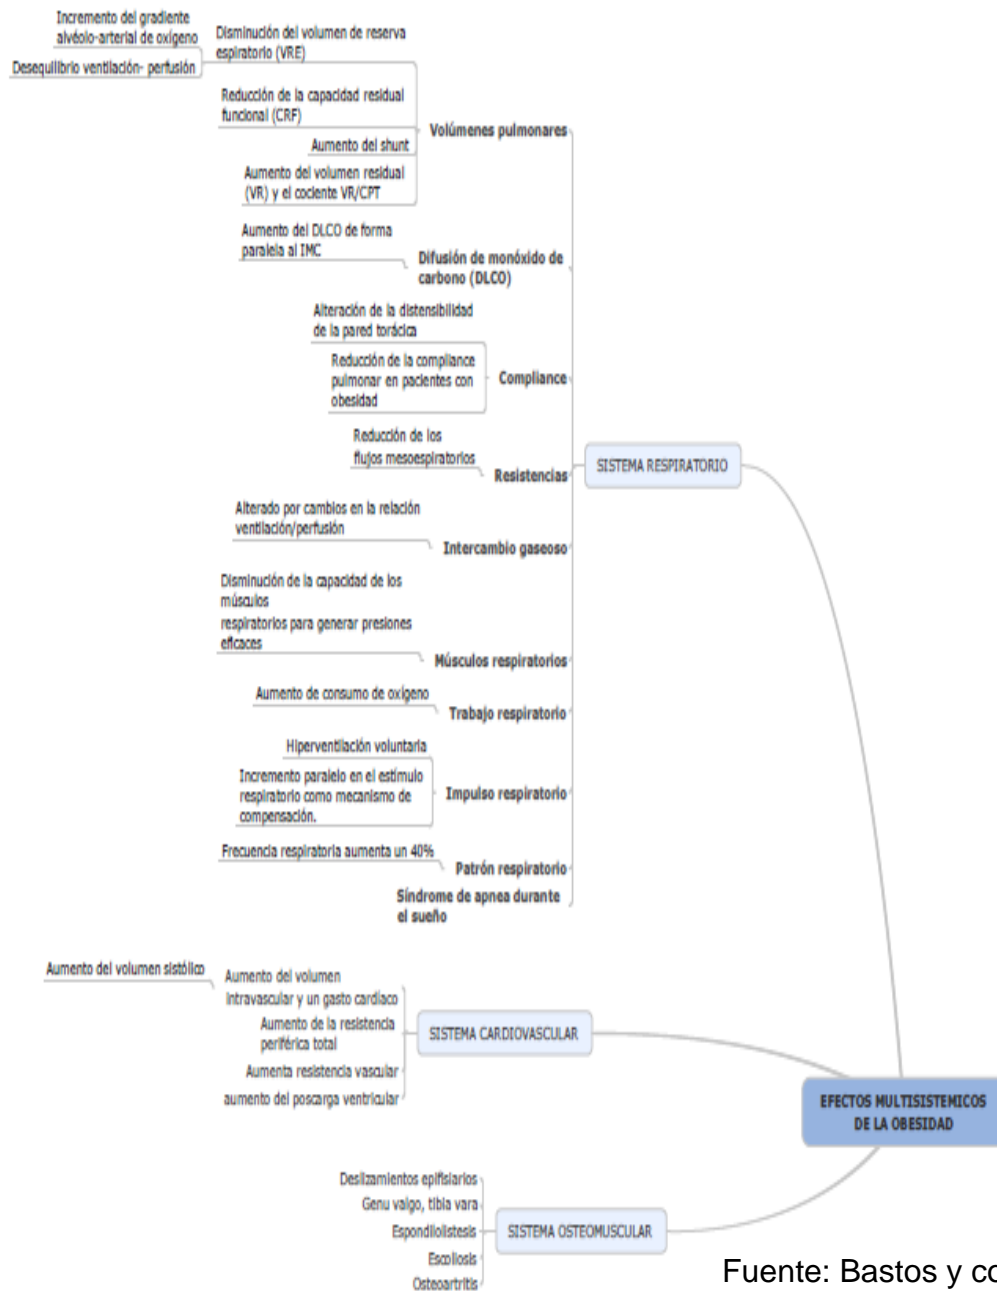 Incremento del gradiente
alvéolo-arterial de oxígeno
Desequilibrio ventilación- perfusión
Disminución del volumen de reserva
espiratorio (VRE)
Reducción de la capacidad residual
funcional (CRF)
Aumento del shunt
Aumento del volumen residual
(VR) y el cociente VR/CPT
Volúmenes pulmonares
Aumento del DLCO de forma
paralela al IMC
Difusión de monóxido de
carbono (DLCO)
Alteración de la distensibilidad
de la pared torácica
Reducción de la compliance
pulmonar en pacientes con
obesidad
Compliance
Reducción de los
flujos mesoespiratorios
Resistencias
SISTEMA RESPIRATORIO
Alterado por cambios en la relación
ventilación/perfusión
Intercambio gaseoso
Disminución de la capacidad de los
músculos
respiratorios para generar presiones
eficaces
Músculos respiratorios
Aumento de consumo de oxígeno
Trabajo respiratorio
Hiperventilación voluntaria
Incremento paralelo en el estímulo
respiratorio como mecanismo de
compensación.
Impulso respiratorio
Frecuencia respiratoria aumenta un 40%
Patrón respiratorio
Síndrome de apnea durante
el sueño
Aumento del volumen sistólico
Aumento del volumen
intravascular y un gasto cardíaco
Aumento de la resistencia
periférica total
Aumenta resistencia vascular
aumento del poscarga ventricular
SISTEMA CARDIOVASCULAR
EFECTOS MULTISISTEMICOS
DE LA OBESIDAD
Deslizamientos epifisiarios
Genu valgo, tibia vara
Espondilolistesis
Escoliosis
Osteoartritis
SISTEMA OSTEOMUSCULAR
Fuente: Bastos y co